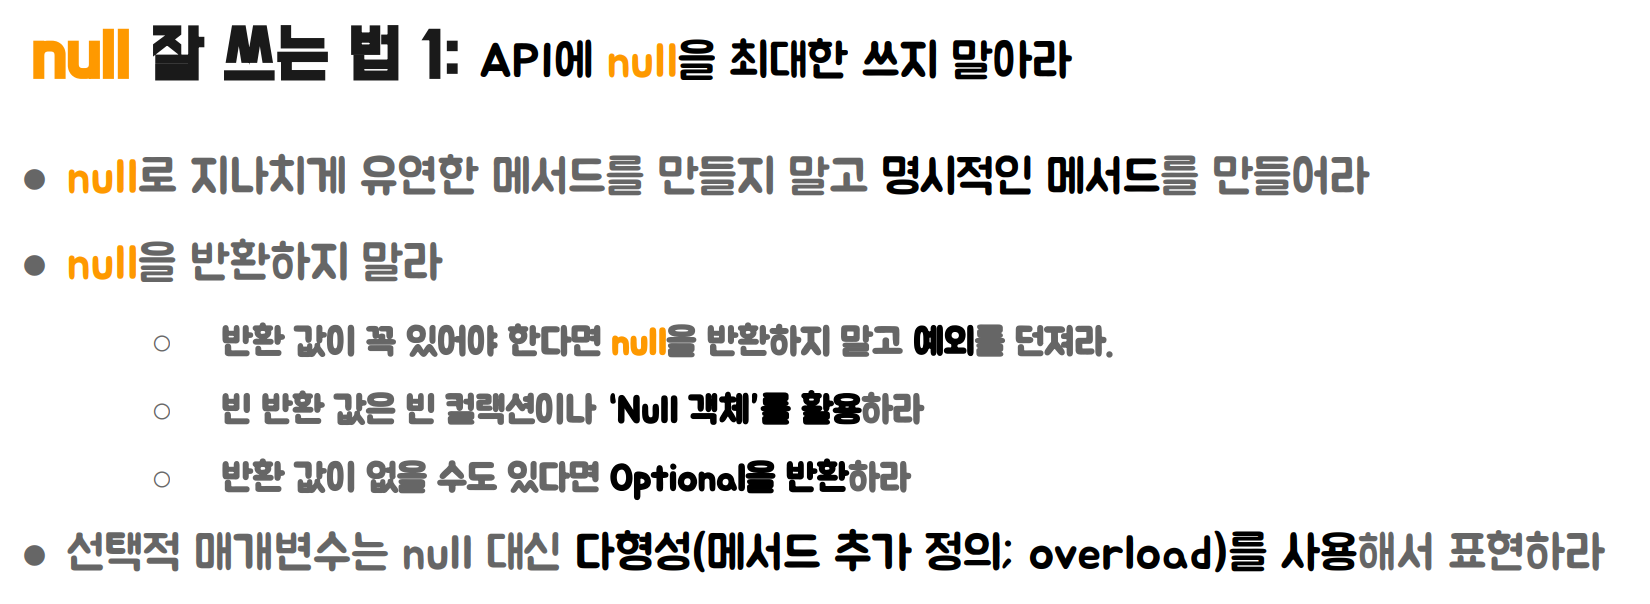 null 잘 쓰는 법 1: API에 null을 최대한 쓰지 말아라
● null로 지나치게 유연한 메서드를 만들지 말고 명시적인 메서드를 만들어라
● null을 반환하지 말라
○ 반환 값이 꼭 있어야 한다면 null을 반환하지 말고 예외를 던져라.
○ 빈 반환 값은 빈 컬랙션이나 ‘Null 객체’를 활용하라
○ 반환 값이 없을 수도 있다면 Optional을 반환하라
● 선택적 매개변수는 null 대신 다형성(메서드 추가 정의; overload)를 사용해서 표현하라